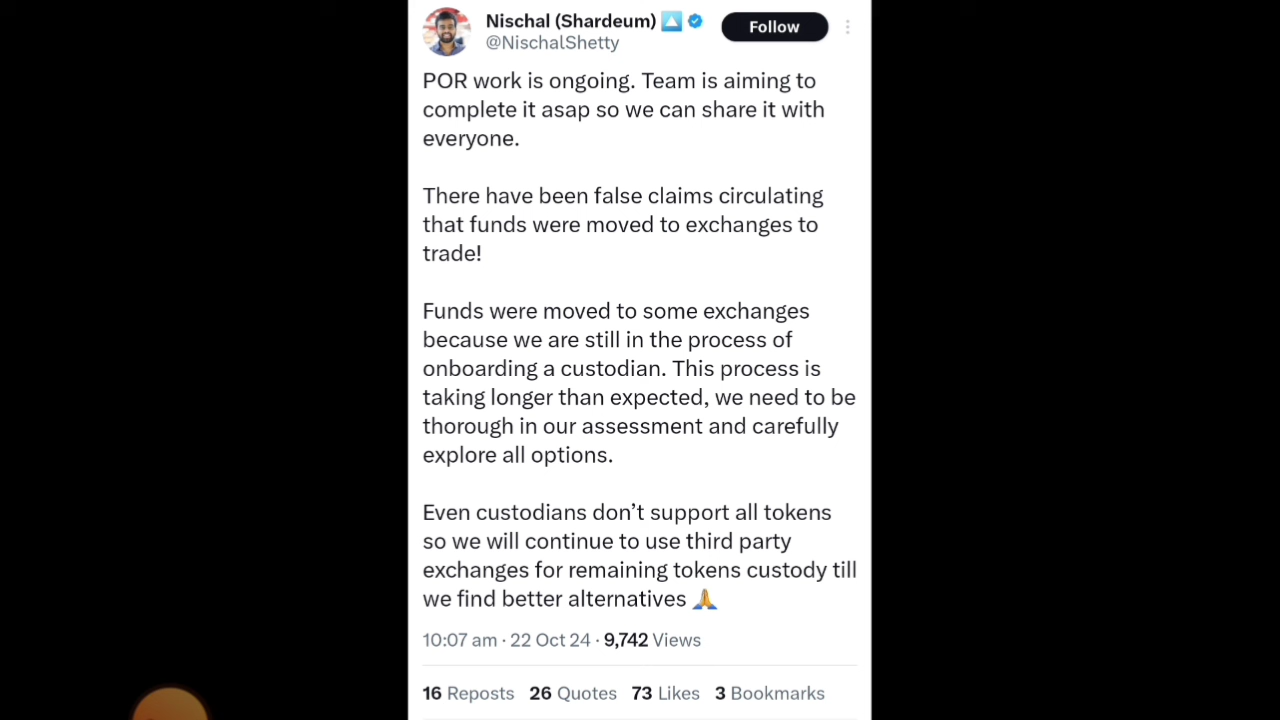 Nischal (Shardeum)
Follow
@NischalShetty
POR work is ongoing. Team is aiming to
complete it asap so we can share it with
everyone.
There have been false claims circulating
that funds were moved to exchanges to
trade!
Funds were moved to some exchanges
because we are still in the process of
onboarding a custodian. This process is
taking longer than expected, we need to be
thorough in our assessment and carefully
explore all options.
Even custodians don’t support all tokens
so we will continue to use third party
exchanges for remaining tokens custody till
we find better alternatives 🙏
10:07 am · 22 Oct 24 · 9,742 Views
16 Reposts 26 Quotes 73 Likes 3 Bookmarks